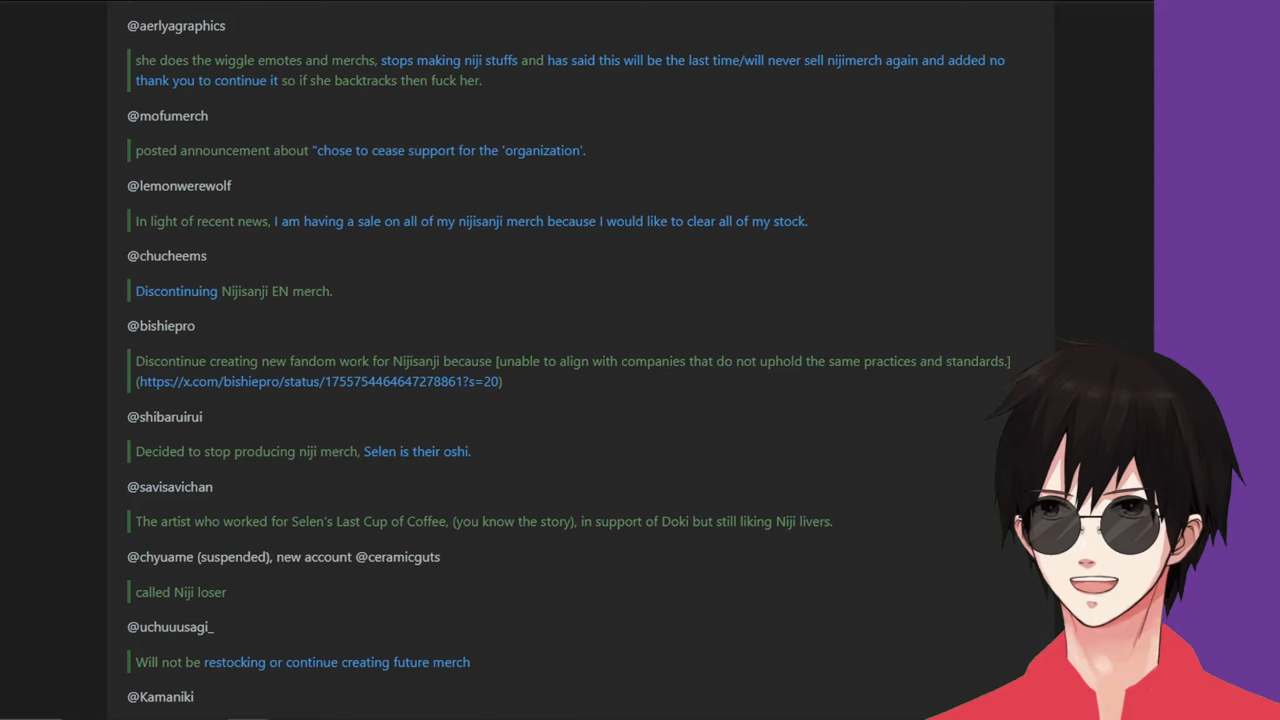 @aerlyagraphics
she does the wiggle emotes and merchs, stops making niji stuffs and has said this will be the last time/will never sell nijimerch again and added no
thank you to continue it so if she backtracks then fuck her.
@mofumerch
posted announcement about "chose to cease support for the 'organization'.
@lemonwerewolf
In light of recent news, I am having a sale on all of my nijisanji merch because I would like to clear all of my stock.
@chucheems
Discontinuing Nijisanji EN merch.
@bishiepro
Discontinue creating new fandom work for Nijisanji because [unable to align with companies that do not uphold the same practices and standards.]
(https://x.com/bishiepro/status/1755754464647278861?s=20)
@shibaruirui
Decided to stop producing niji merch, Selen is their oshi.
@savisavichan
The artist who worked for Selen's Last Cup of Coffee, (you know the story), in support of Doki but still liking Niji livers.
@chyuame (suspended), new account @ceramicguts
called Niji loser
@uchuuusagi_
Will not be restocking or continue creating future merch
@Kamaniki